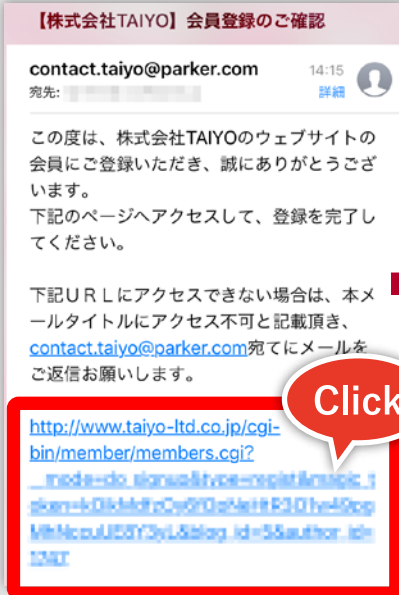 【株式会社TAIYO】会員登録のご確認
contact.taiyo@parker.com 14:15
宛先: 詳細
この度は、株式会社TAIYOのウェブサイトの
会員にご登録いただき、誠にありがとうござ
います。
下記のページへアクセスして、登録を完了し
てください。
下記ＵＲＬにアクセスできない場合は、本メ
ールタイトルにアクセス不可と記載頂き、
contact.taiyo@parker.com宛てにメールを
ご返信お願いします。
Click
http://www.taiyo-ltd.co.jp/cgi-
bin/member/members.cgi?